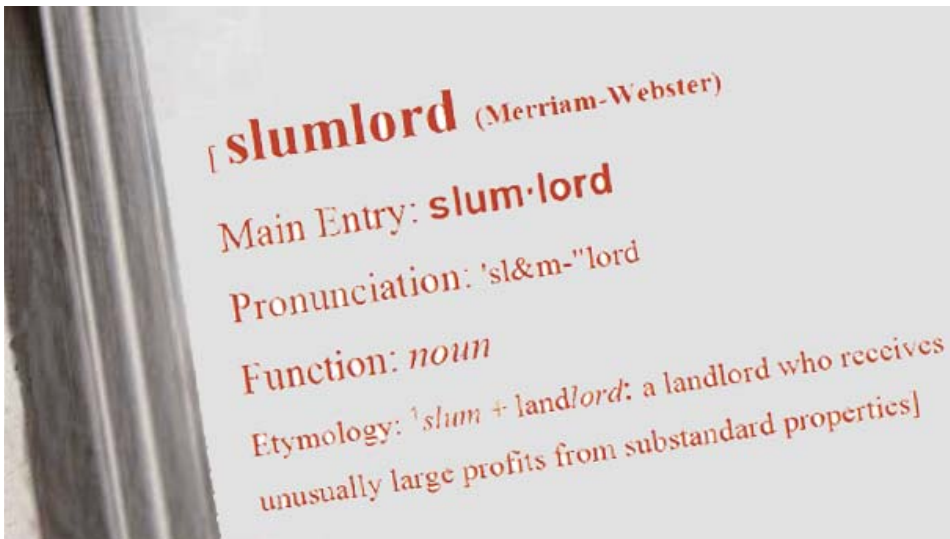 [ slumlord (Merriam-Webster)
Main Entry: slum·lord
Pronunciation: 'sl&m-"lord
Function: noun
Etymology: ¹slum + landlord: a landlord who receives
unusually large profits from substandard properties]